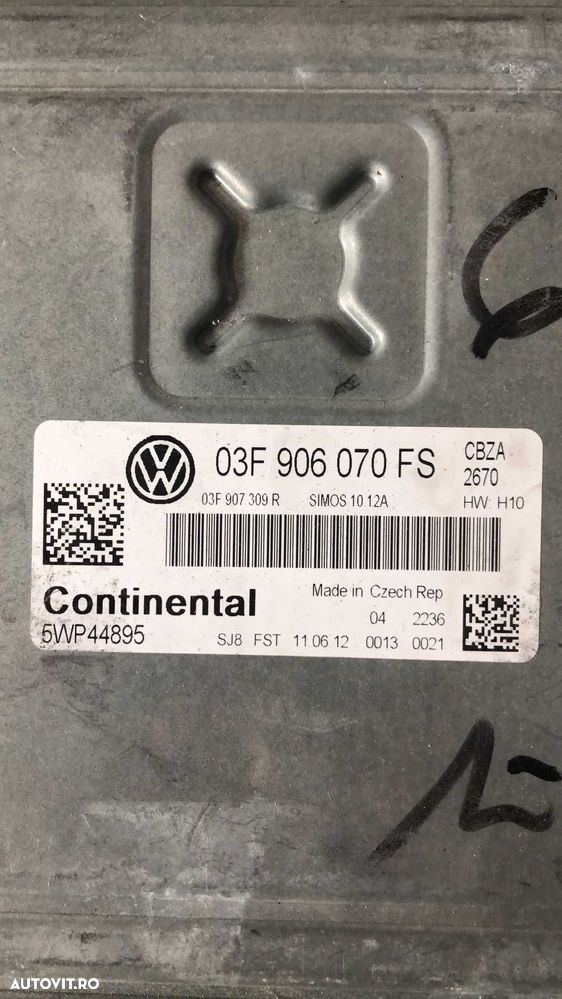 03F 906 070 FS
CBZA
2670
03F 907 309 R SIMOS 10.12A HW: H10
Continental
Made in Czech Rep
5WP44895
04 2236
SJ8 FST 11.06.12 0013 0021
AUTOVIT.RO